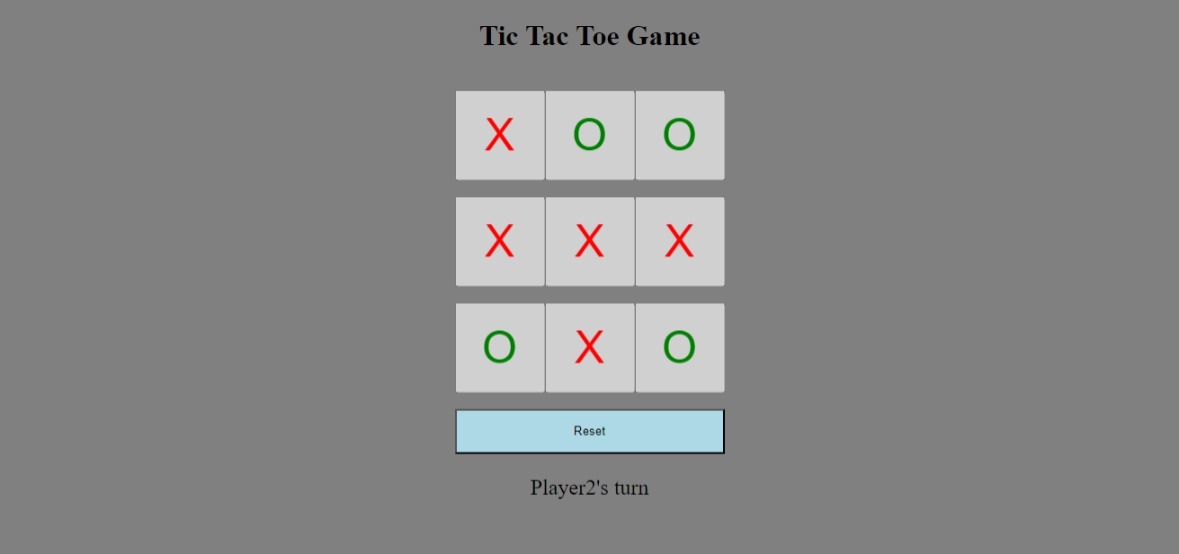 Tic Tac Toe Game
X O O
X X X
O X O
Reset
Player2's turn